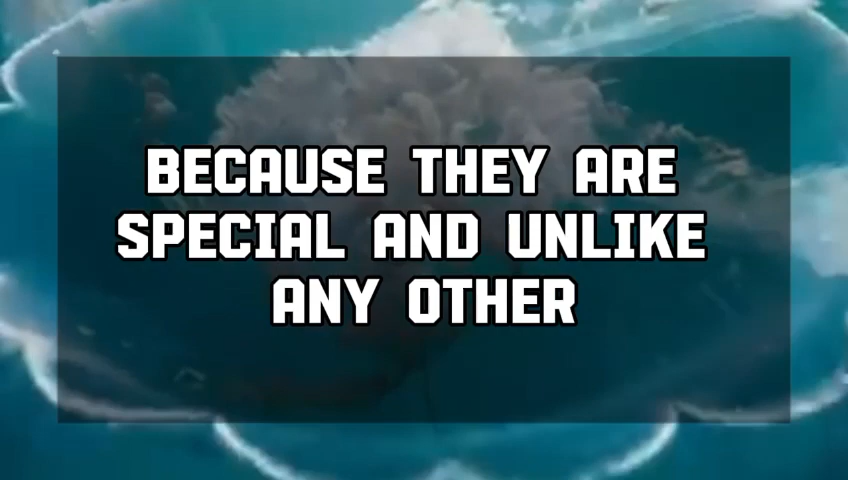 BECAUSE THEY ARE
SPECIAL AND UNLIKE
ANY OTHER